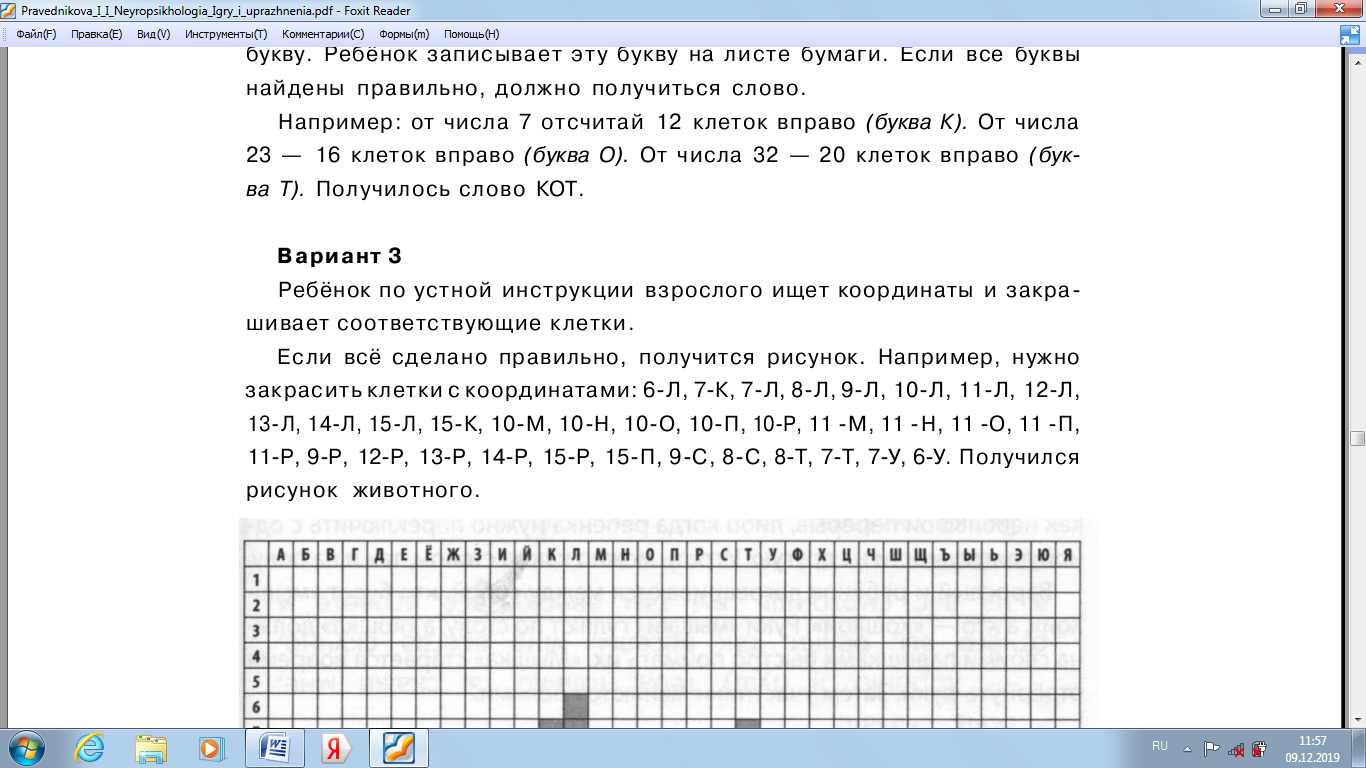 Pravednikova_I_I_Neyropsikhologia_Igry_i_uprazhnenia.pdf - Foxit Reader
Файл(F) Правка(E) Вид(V) Инструменты(T) Комментарии(C) Формы(m) Помощь(H)
букву. Ребёнок записывает эту букву на листе бумаги. Если все буквы
найдены правильно, должно получиться слово.
Например: от числа 7 отсчитай 12 клеток вправо (буква К). От числа
23 — 16 клеток вправо (буква О). От числа 32 — 20 клеток вправо (бук-
ва Т). Получилось слово КОТ.
Вариант 3
Ребёнок по устной инструкции взрослого ищет координаты и закра-
шивает соответствующие клетки.
Если всё сделано правильно, получится рисунок. Например, нужно
закрасить клетки с координатами: 6-Л, 7-К, 7-Л, 8-Л, 9-Л, 10-Л, 11-Л, 12-Л,
13-Л, 14-Л, 15-Л, 15-К, 10-М, 10-Н, 10-О, 10-П, 10-Р, 11 -М, 11 -Н, 11 -О, 11 -П,
11-Р, 9-Р, 12-Р, 13-Р, 14-Р, 15-Р, 15-П, 9-С, 8-С, 8-Т, 7-Т, 7-У, 6-У. Получился
рисунок животного.
А Б В Г Д Е Ё Ж З И Й К Л М Н О П Р С Т У Ф Х Ц Ч Ш Щ Ъ Ы Ь Э Ю Я
1
2
3
4
5
6
RU
11:57
09.12.2019